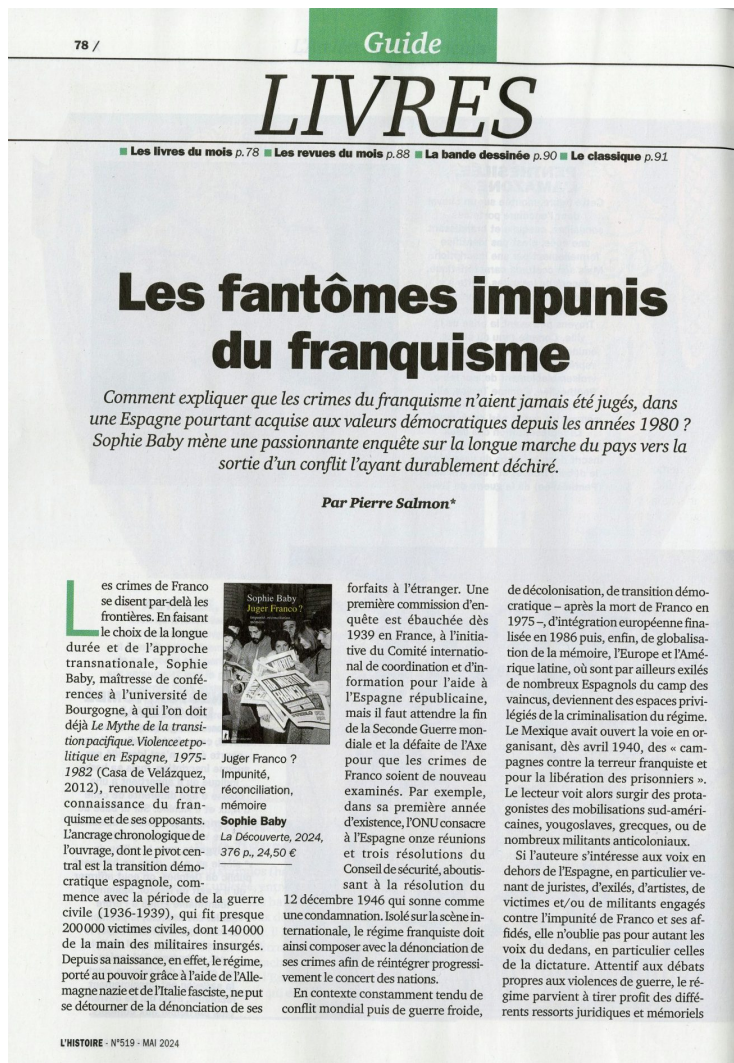 78 /
Guide
LIVRES
Les livres du mois p.78 Les revues du mois p.88 La bande dessinée p.90 Le classique p.91
Les fantômes impunis
du franquisme
Comment expliquer que les crimes du franquisme n'aient jamais été jugés, dans
une Espagne pourtant acquise aux valeurs démocratiques depuis les années 1980 ?
Sophie Baby mène une passionnante enquête sur la longue marche du pays vers la
sortie d'un conflit l'ayant durablement déchiré.
Par Pierre Salmon*
Les crimes de Franco
se disent par-delà les
frontières. En faisant
le choix de la longue
durée et de l'approche
transnationale, Sophie
Baby, maîtresse de confé-
rences à l'université de
Bourgogne, à qui l'on doit
déjà Le Mythe de la transi-
tion pacifique. Violence et po-
litique en Espagne, 1975-
1982 (Casa de Velázquez,
2012), renouvelle notre
connaissance du fran-
quisme et de ses opposants.
L'ancrage chronologique de
l'ouvrage, dont le pivot cen-
tral est la transition démo-
cratique espagnole, com-
mence avec la période de la guerre
civile (1936-1939), qui fit presque
200 000 victimes civiles, dont 140 000
de la main des militaires insurgés.
Depuis sa naissance, en effet, le régime,
porté au pouvoir grâce à l'aide de l'Alle-
magne nazie et de l'Italie fasciste, ne put
se détourner de la dénonciation de ses
Sophie Baby
Juger Franco ?
Juger Franco ?
Impunité,
réconciliation,
mémoire
Sophie Baby
La Découverte, 2024,
376 p., 24,50 €
forfaits à l'étranger. Une
première commission d'en-
quête est ébauchée dès
1939 en France, à l'initia-
tive du Comité internatio-
nal de coordination et d'in-
formation pour l'aide à
l'Espagne républicaine,
mais il faut attendre la fin
de la Seconde Guerre mon-
diale et la défaite de l'Axe
pour que les crimes de
Franco soient de nouveau
examinés. Par exemple,
dans sa première année
d'existence, l'ONU consacre
à l'Espagne onze réunions
et trois résolutions du
Conseil de sécurité, aboutis-
sant à la résolution du
12 décembre 1946 qui sonne comme
une condamnation. Isolé sur la scène in-
ternationale, le régime franquiste doit
ainsi composer avec la dénonciation de
ses crimes afin de réintégrer progressi-
vement le concert des nations.
En contexte constamment tendu de
conflit mondial puis de guerre froide,
de décolonisation, de transition démo-
cratique – après la mort de Franco en
1975 –, d'intégration européenne fina-
lisée en 1986 puis, enfin, de globalisa-
tion de la mémoire, l'Europe et l'Amé-
rique latine, où sont par ailleurs exilés
de nombreux Espagnols du camp des
vaincus, deviennent des espaces privi-
légiés de la criminalisation du régime.
Le Mexique avait ouvert la voie en or-
ganisant, dès avril 1940, des « cam-
pagnes contre la terreur franquiste et
pour la libération des prisonniers ».
Le lecteur voit alors surgir des prota-
gonistes des mobilisations sud-améri-
caines, yougoslaves, grecques, ou de
nombreux militants anticoloniaux.
Si l'auteure s'intéresse aux voix en
dehors de l'Espagne, en particulier ve-
nant de juristes, d'exilés, d'artistes, de
victimes et/ou de militants engagés
contre l'impunité de Franco et ses af-
fidés, elle n'oublie pas pour autant les
voix du dedans, en particulier celles
de la dictature. Attentif aux débats
propres aux violences de guerre, le ré-
gime parvient à tirer profit des diffé-
rents ressorts juridiques et mémoriels
L'HISTOIRE - N°519 - MAI 2024